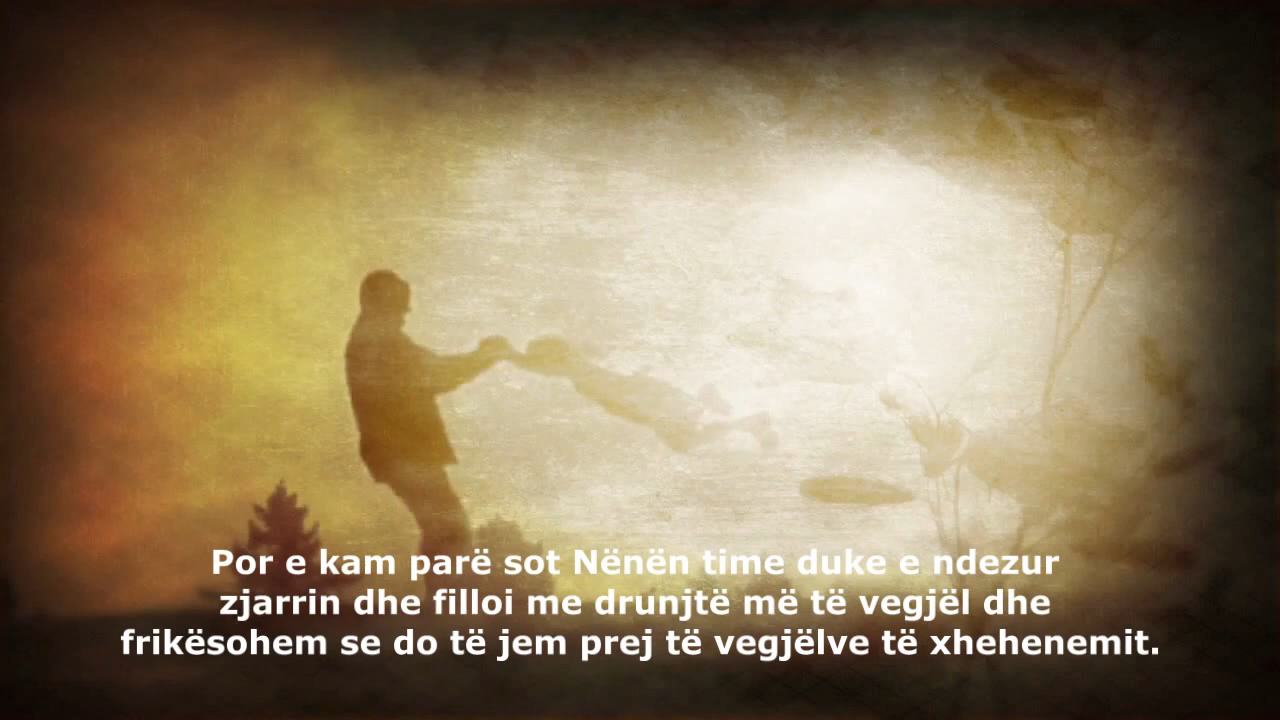 Por e kam parë sot Nënën time duke e ndezur
zjarrin dhe filloi me drunjtë më të vegjël dhe
frikësohem se do të jem prej të vegjëlve të xhehenemit.